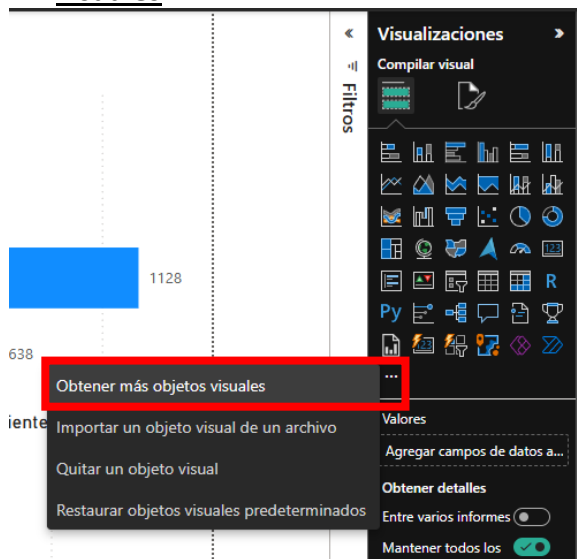 Visualizaciones
Compilar visual
Filtros
123
R
Py
123
1128
638
iente
Obtener más objetos visuales
Importar un objeto visual de un archivo
Quitar un objeto visual
Restaurar objetos visuales predeterminados
...
Valores
Agregar campos de datos a...
Obtener detalles
Entre varios informes
Mantener todos los